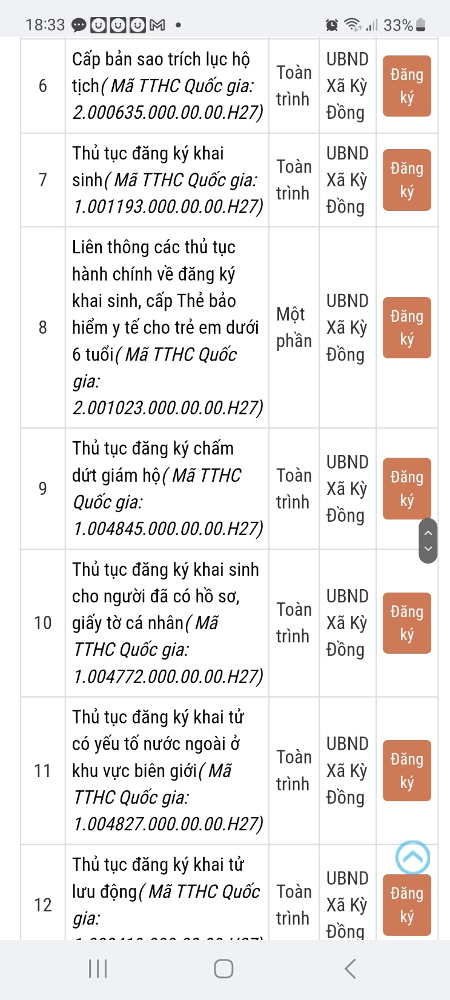 18:33
33%
6
Cấp bản sao trích lục hộ
tịch( Mã TTHC Quốc gia:
2.000635.000.00.00.H27)
Toàn
trình
UBND
Xã Kỳ
Đồng
Đăng
ký
7
Thủ tục đăng ký khai
sinh( Mã TTHC Quốc gia:
1.001193.000.00.00.H27)
Toàn
trình
UBND
Xã Kỳ
Đồng
Đăng
ký
8
Liên thông các thủ tục
hành chính về đăng ký
khai sinh, cấp Thẻ bảo
hiểm y tế cho trẻ em dưới
6 tuổi( Mã TTHC Quốc
gia:
2.001023.000.00.00.H27)
Một
phần
UBND
Xã Kỳ
Đồng
Đăng
ký
9
Thủ tục đăng ký chấm
dứt giám hộ( Mã TTHC
Quốc gia:
1.004845.000.00.00.H27)
Toàn
trình
UBND
Xã Kỳ
Đồng
Đăng
ký
10
Thủ tục đăng ký khai sinh
cho người đã có hồ sơ,
giấy tờ cá nhân( Mã
TTHC Quốc gia:
1.004772.000.00.00.H27)
Toàn
trình
UBND
Xã Kỳ
Đồng
Đăng
ký
11
Thủ tục đăng ký khai tử
có yếu tố nước ngoài ở
khu vực biên giới( Mã
TTHC Quốc gia:
1.004827.000.00.00.H27)
Toàn
trình
UBND
Xã Kỳ
Đồng
Đăng
ký
12
Thủ tục đăng ký khai tử
lưu động( Mã TTHC Quốc
gia:
Toàn
trình
UBND
Xã Kỳ
Đồng
Đăng
ký